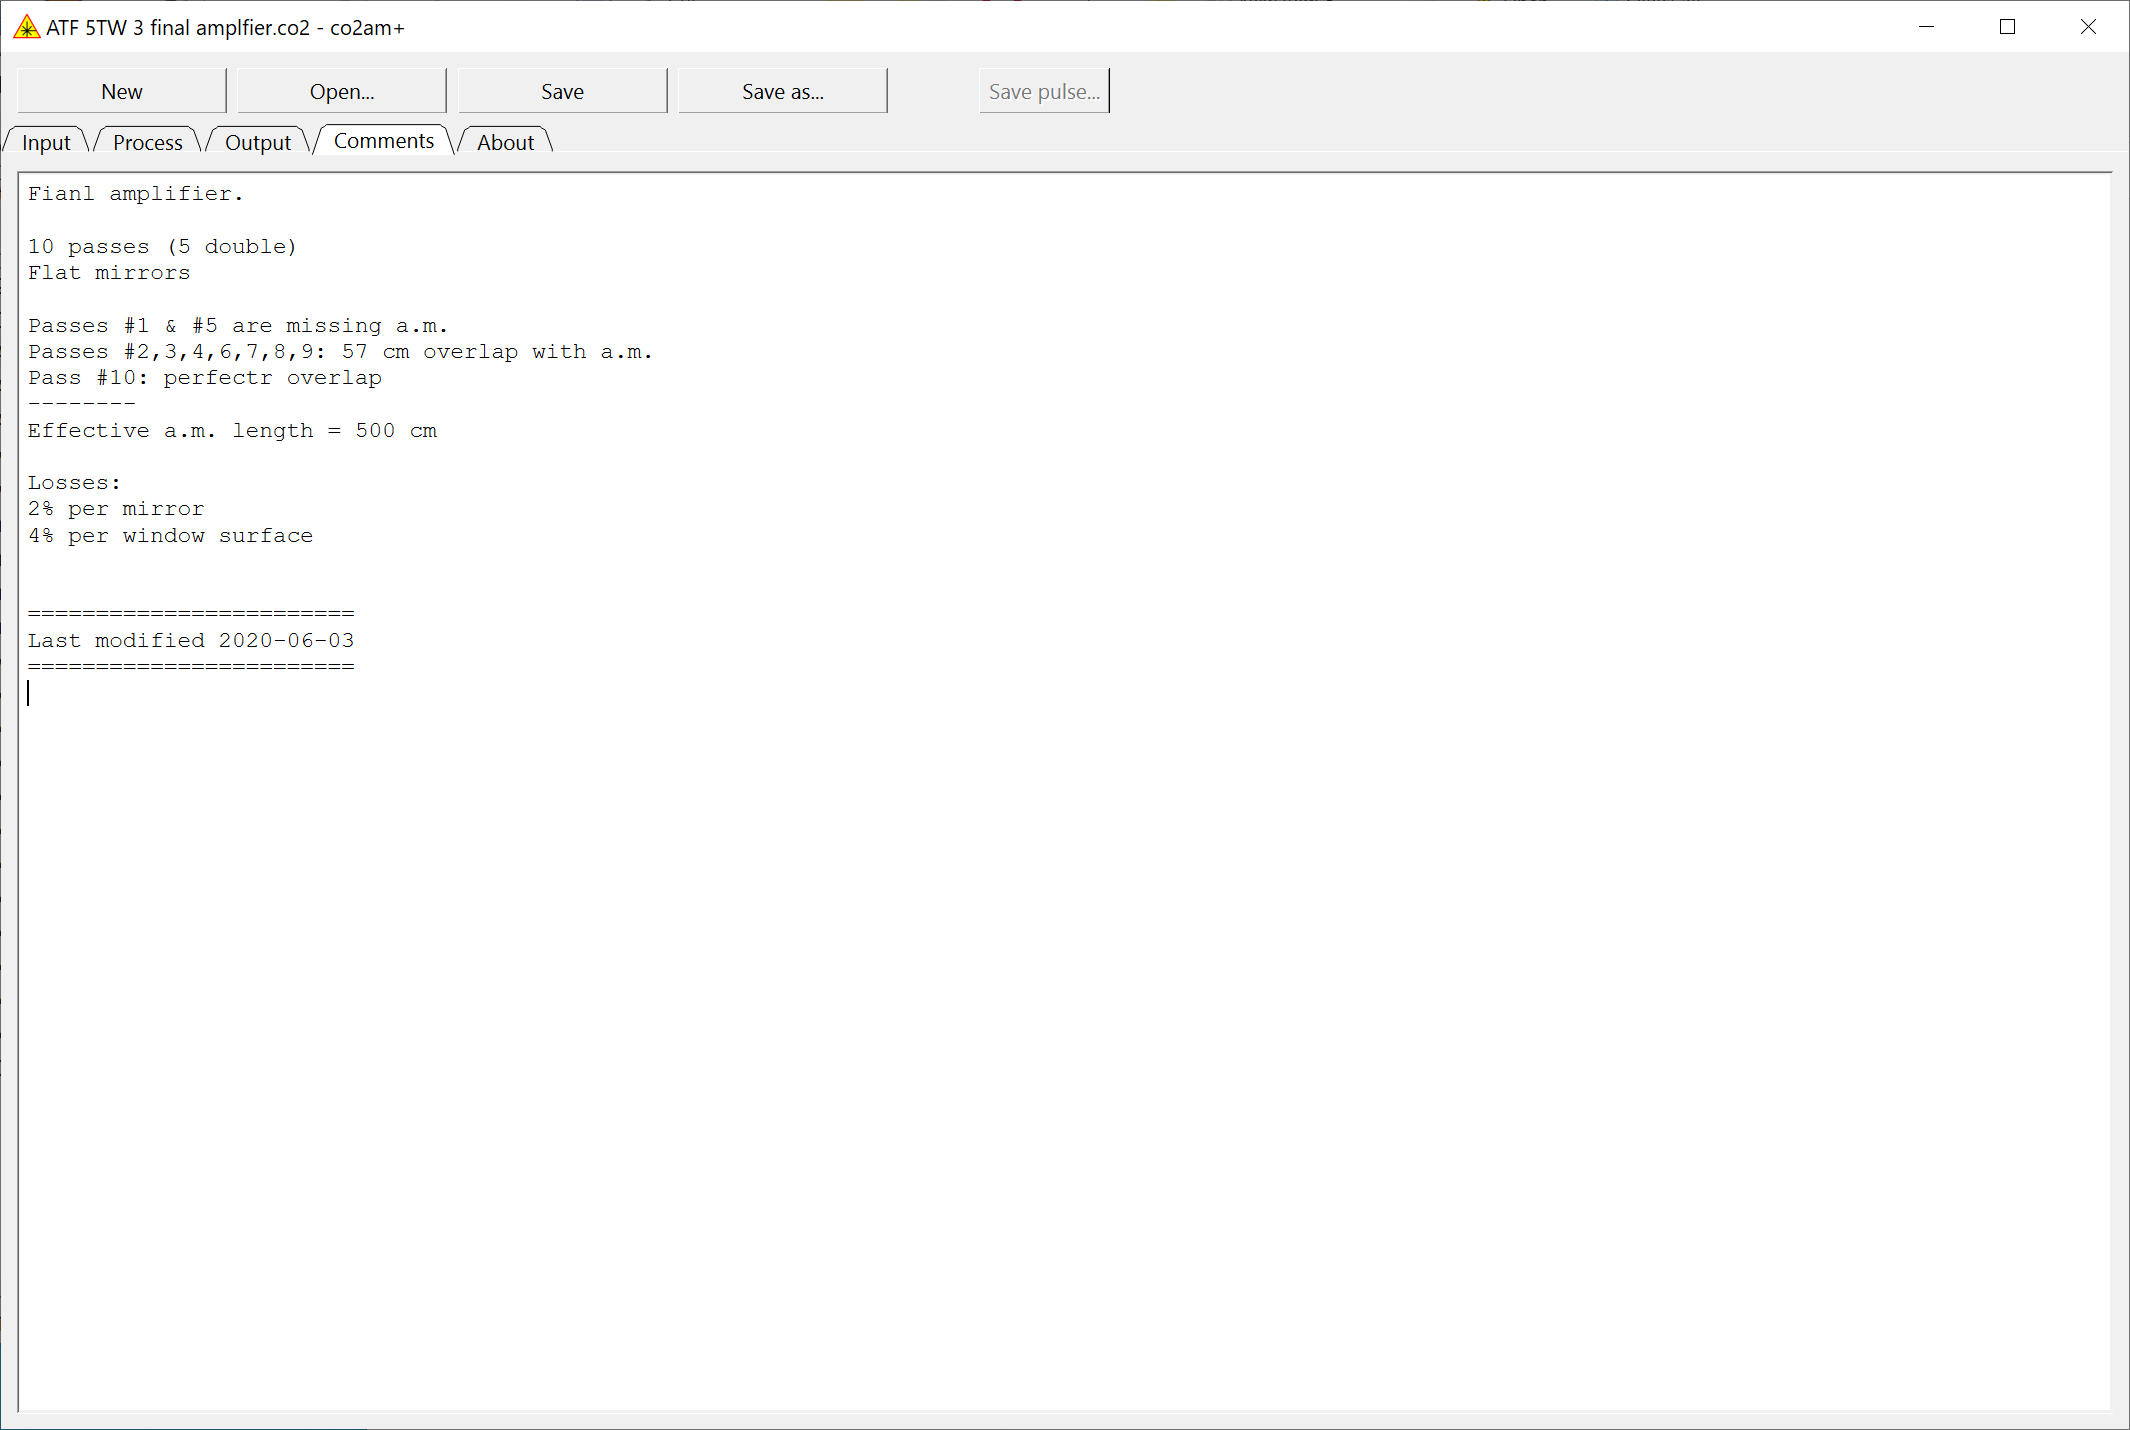 ATF 5TW 3 final amplfier.co2 - co2am+
New Open... Save Save as... Save pulse...
Input Process Output Comments About
Fianl amplifier.
10 passes (5 double)
Flat mirrors
Passes #1 & #5 are missing a.m.
Passes #2,3,4,6,7,8,9: 57 cm overlap with a.m.
Pass #10: perfectr overlap
--------
Effective a.m. length = 500 cm
Losses:
2% per mirror
4% per window surface
========================
Last modified 2020-06-03
========================